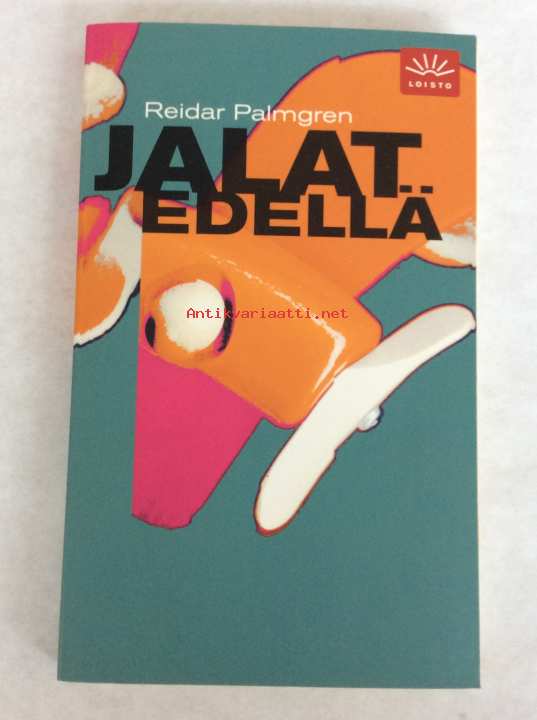 LOISTO
Reidar Palmgren
JALAT
EDELLÄ
Antikvariaatti.net